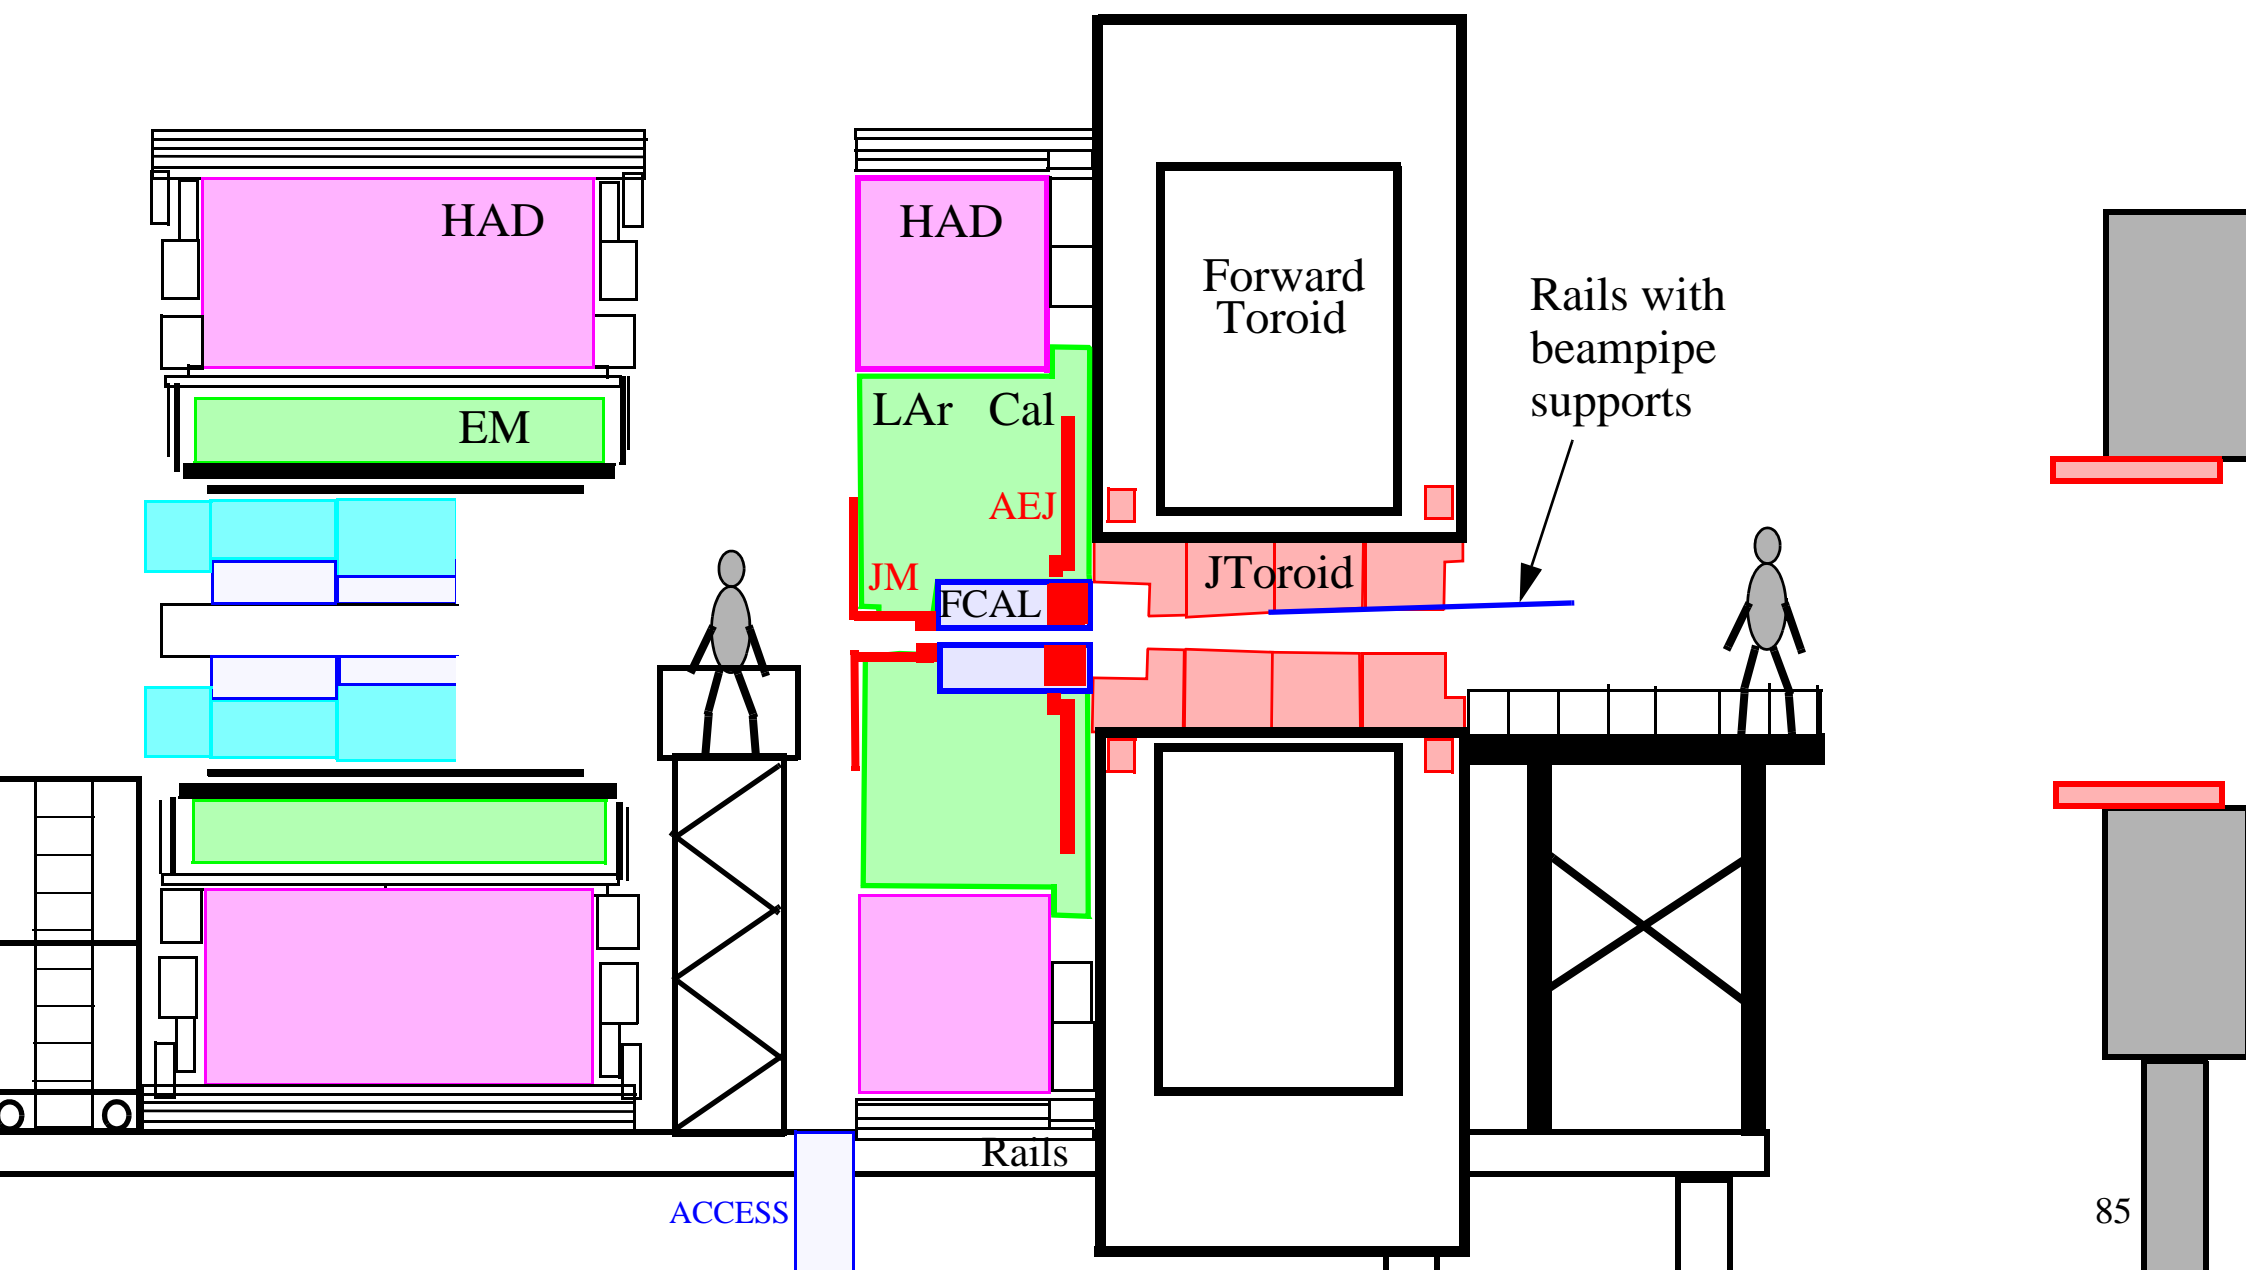 HAD
HAD
Forward
Toroid
Rails with
beampipe
supports
LAr Cal
EM
AEJ
JM
JToroid
FCAL
Rails
ACCESS
85